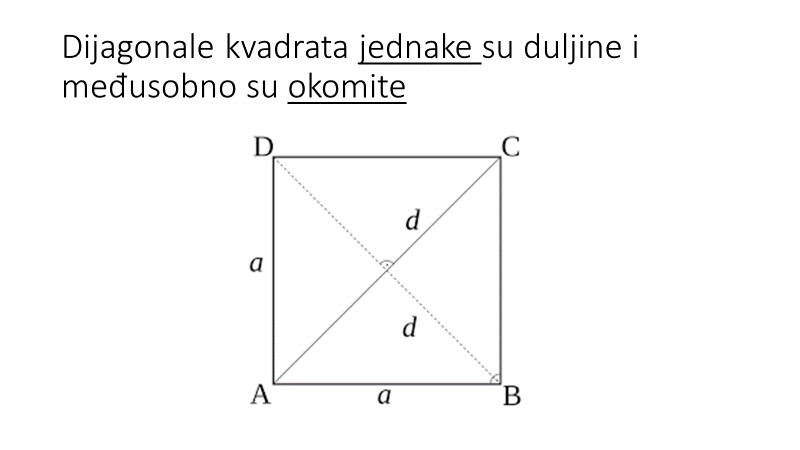 Dijagonale kvadrata jednake su duljine i
međusobno su okomite
D
C
d
a
d
A
a
B